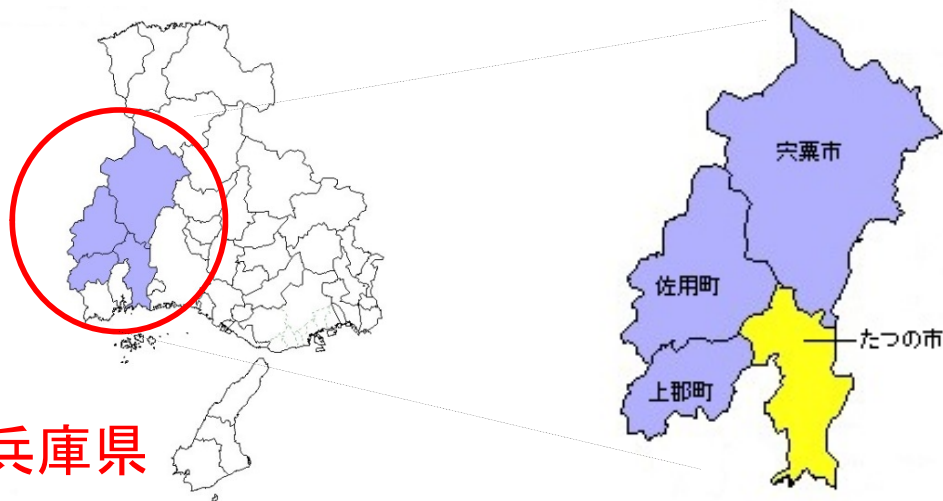 宍粟市
佐用町
たつの市
上郡町
兵庫県